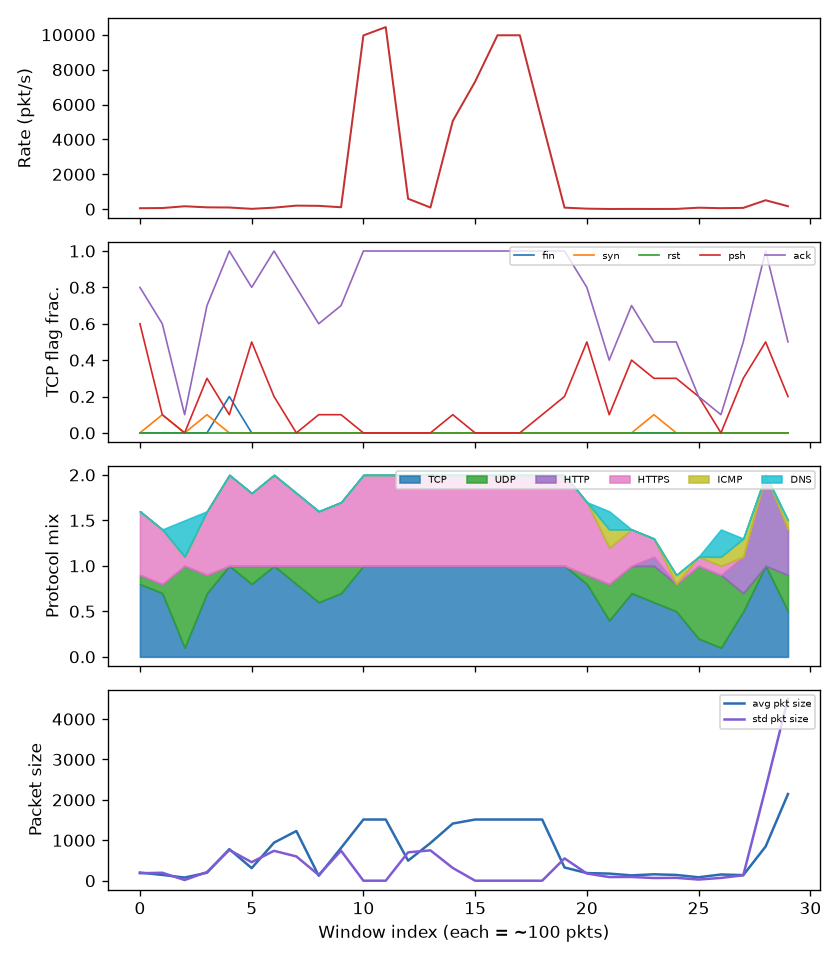 10000
8000
6000
4000
2000
0
Rate (pkt/s)
1.0
0.8
0.6
0.4
0.2
0.0
TCP flag frac.
fin syn rst psh ack
2.0
1.5
1.0
0.5
0.0
Protocol mix
TCP UDP HTTP HTTPS ICMP DNS
4000
3000
2000
1000
0
Packet size
avg pkt size
std pkt size
0 5 10 15 20 25 30
Window index (each = ~100 pkts)